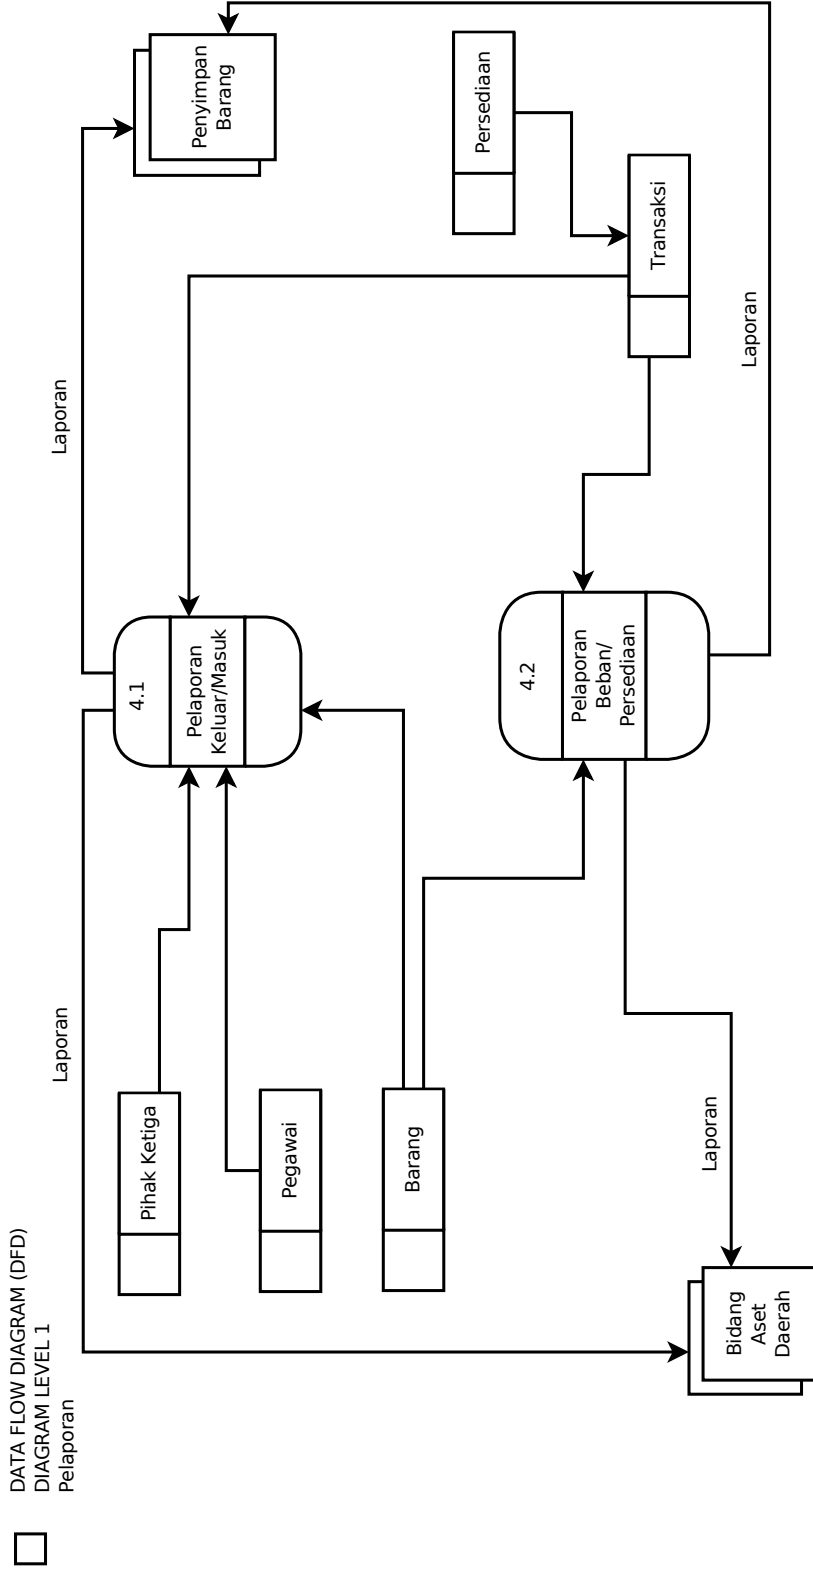 DATA FLOW DIAGRAM (DFD)
DIAGRAM LEVEL 1
Pelaporan
Laporan
Laporan
Pihak Ketiga
4.1
Pelaporan
Keluar/Masuk
Penyimpan
Barang
Pegawai
Barang
Persediaan
4.2
Pelaporan
Beban/
Persediaan
Transaksi
Laporan
Laporan
Bidang
Aset
Daerah